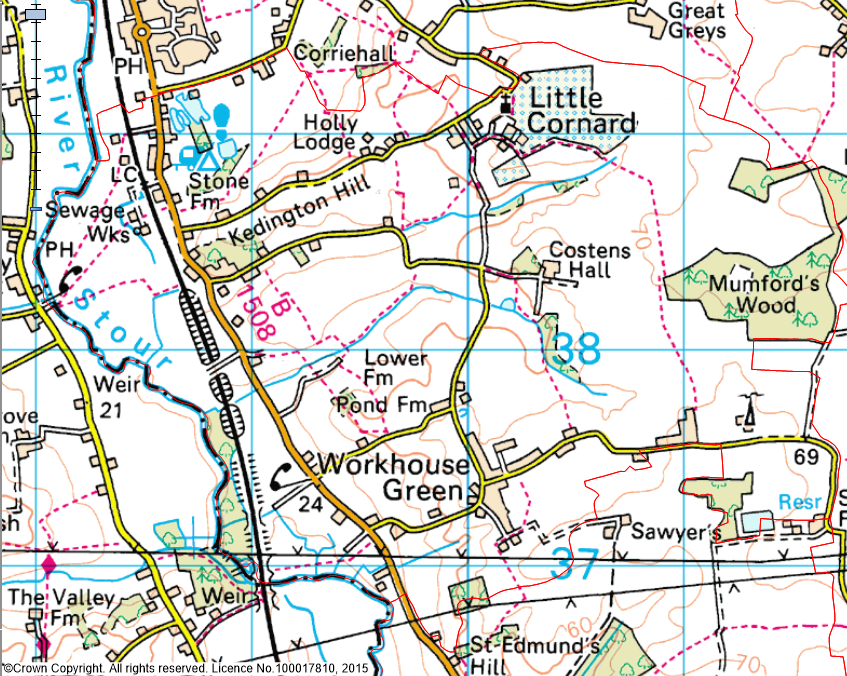 Great
Greys
Corriehall
PH
Little
Cornard
River
Holly
Lodge
LC
Stone
Fm
Sewage
Wks
Kedington Hill
PH
y
Costens
Hall
70
Mumford's
Wood
Stour
B
1508
38
Lower
Fm
Weir
21
Pond Fm
ove
Workhouse
Green
69
24
Resr
S
F
sh
Sawyer's
37
The Valley
Fm
Weir
60
St Edmund's
Hill
70
©Crown Copyright. All rights reserved. Licence No.100017810, 2015